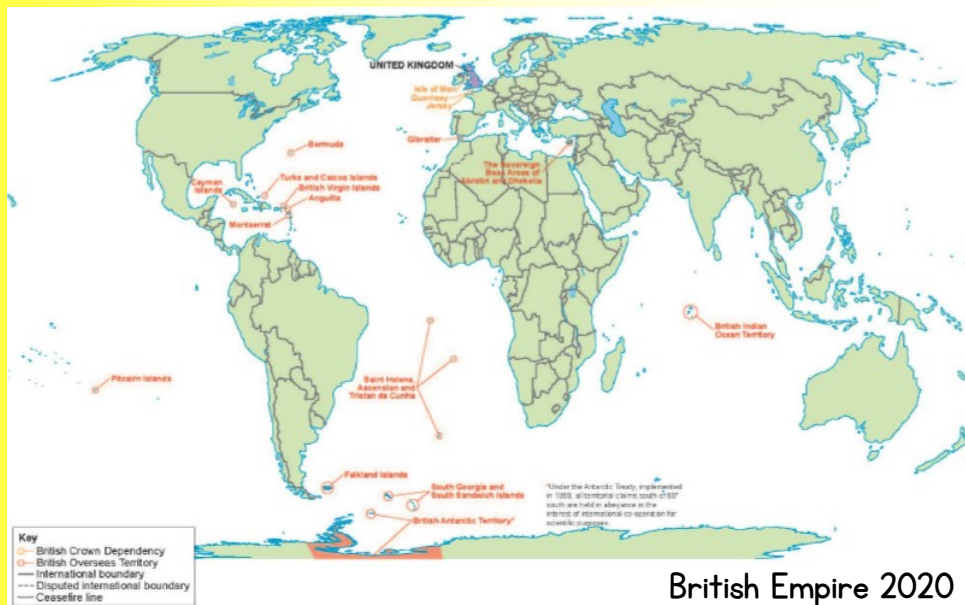 UNITED KINGDOM
Isle of Man
Guernsey
Jersey
Gibraltar
The Sovereign
Base Areas of
Akrotiri and Dhekelia
Bermuda
Turks and Caicos Islands
Cayman
Islands
British Virgin Islands
Anguilla
Montserrat
British Indian
Ocean Territory
Pitcairn Islands
Saint Helena,
Ascension and
Tristan da Cunha
Falkland Islands
South Georgia and
South Sandwich Islands
British Antarctic Territory*
*Under the Antarctic Treaty, implemented
in 1959, all territorial claims south of 60°
south are held in abeyance in the
interest of international co-operation for
scientific purposes.
Key
British Crown Dependency
British Overseas Territory
International boundary
Disputed international boundary
Ceasefire line
British Empire 2020